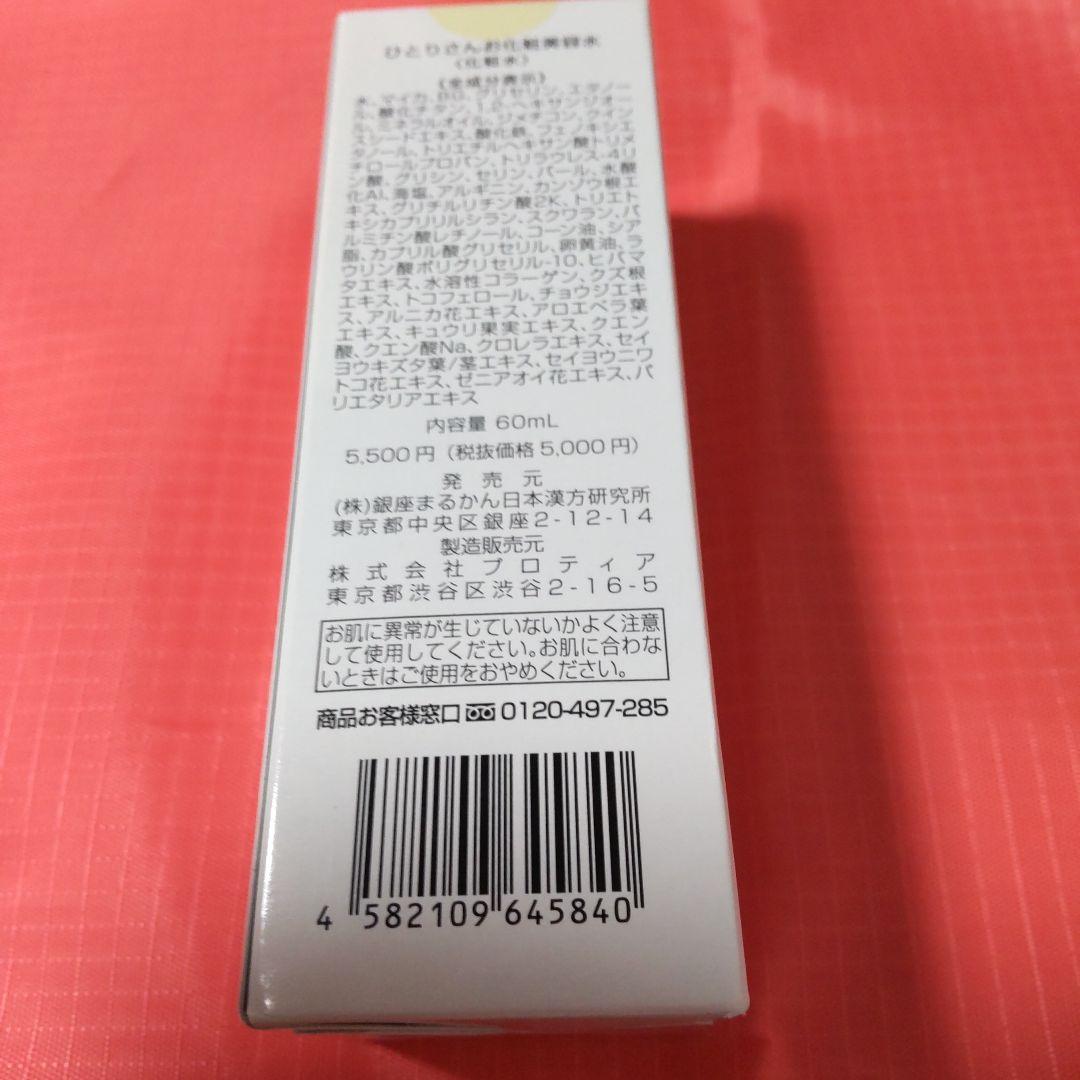 ひとりさんお化粧美容水
〈化粧水〉
〈全成分表示〉
水、マイカ、BG、グリセリン、エタノー
ル、酸化チタン、1,2-ヘキサンジオー
ル、ミネラルオイル、ジメチコン、クイン
スシードエキス、酸化鉄、フェノキシエ
タノール、トリエチルヘキサン酸トリメ
チロールプロパン、トリラウレス-4リ
ン酸、グリシン、セリン、パール、水酸
化Al、海塩、アルギニン、カンゾウ根エ
キス、グリチルリチン酸2K、トリエト
キシカプリリルシラン、スクワラン、パ
ルミチン酸レチノール、コーン油、シア
脂、カプリル酸グリセリル、卵黄油、ラ
ウリン酸ポリグリセリル-10、ヒバマ
タエキス、水溶性コラーゲン、クズ根
エキス、トコフェロール、チョウジエキ
ス、アルニカ花エキス、アロエベラ葉
エキス、キュウリ果実エキス、クエン
酸、クエン酸Na、クロレラエキス、セイ
ヨウキズタ葉/茎エキス、セイヨウニワ
トコ花エキス、ゼニアオイ花エキス、パ
リエタリアエキス
内容量 60mL
5,500円（税抜価格5,000円）
発売元
(株)銀座まるかん日本漢方研究所
東京都中央区銀座2-12-14
製造販売元
株式会社プロティア
東京都渋谷区渋谷2-16-5
お肌に異常が生じていないかよく注意
して使用してください。お肌に合わな
いときはご使用をおやめください。
商品お客様窓口 0120-497-285
4 582109 645840